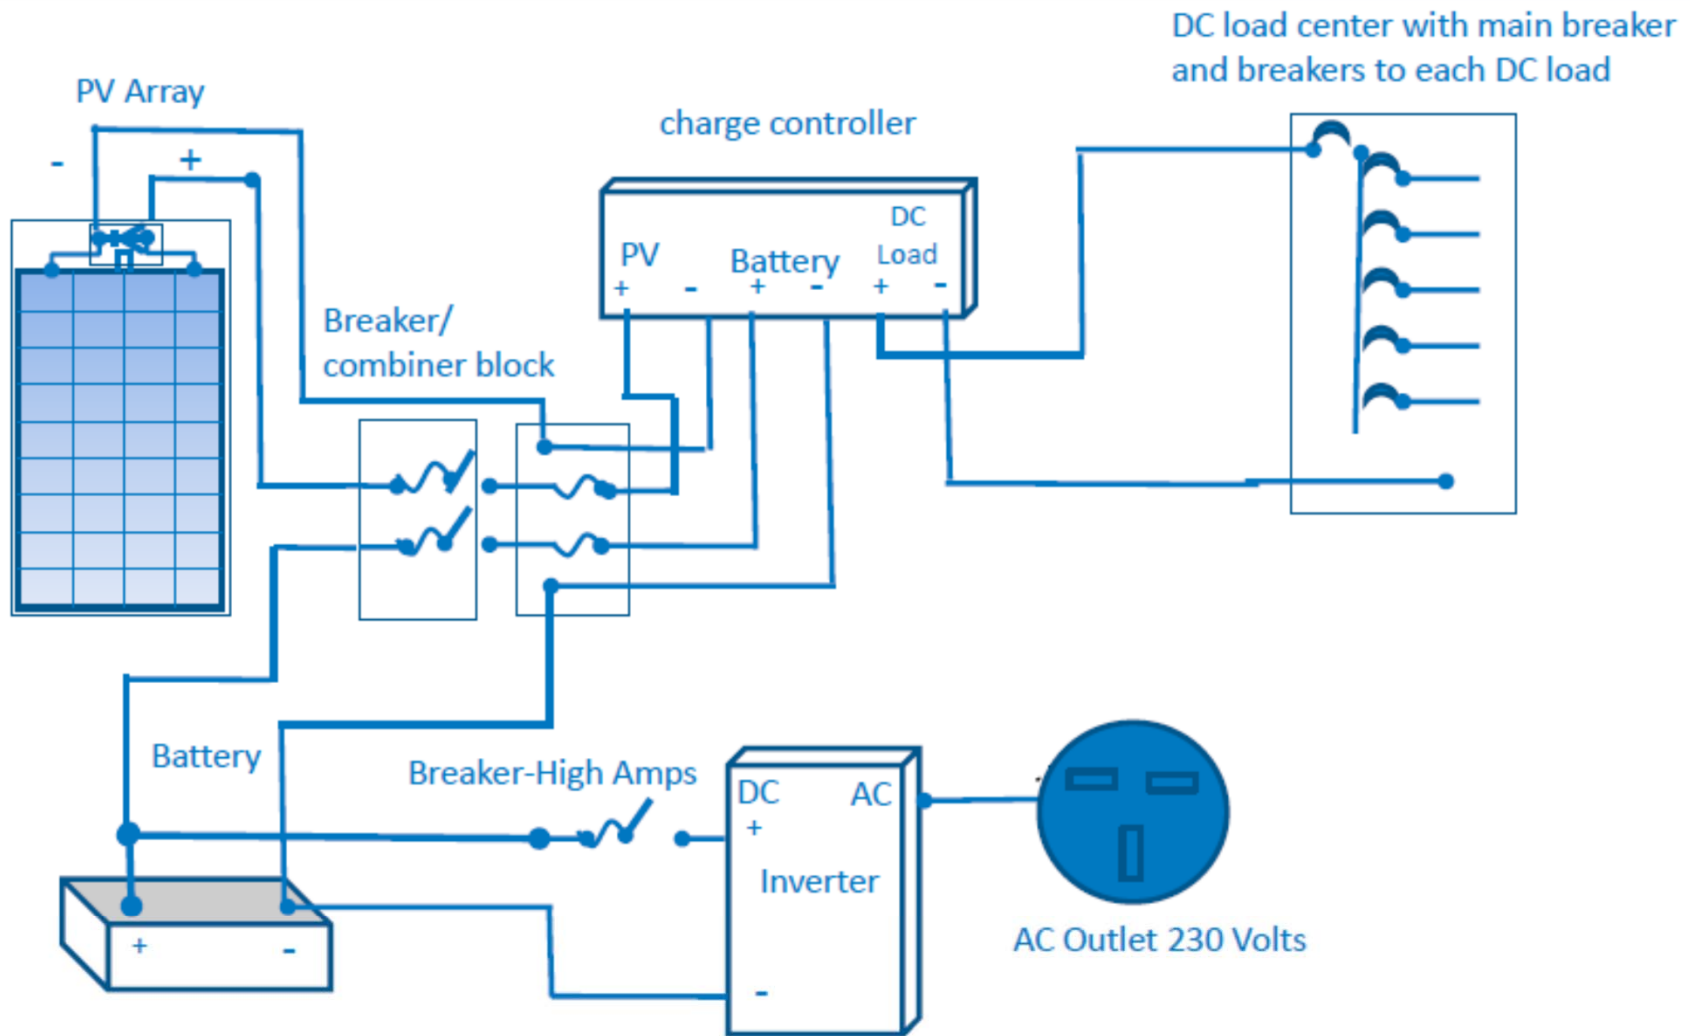 DC load center with main breaker
and breakers to each DC load
PV Array
charge controller
-
+
DC
PV
Battery
Load
+
-
+
-
+
-
Breaker/
combiner block
Battery
Breaker-High Amps
DC
AC
+
Inverter
AC Outlet 230 Volts
+
-
-